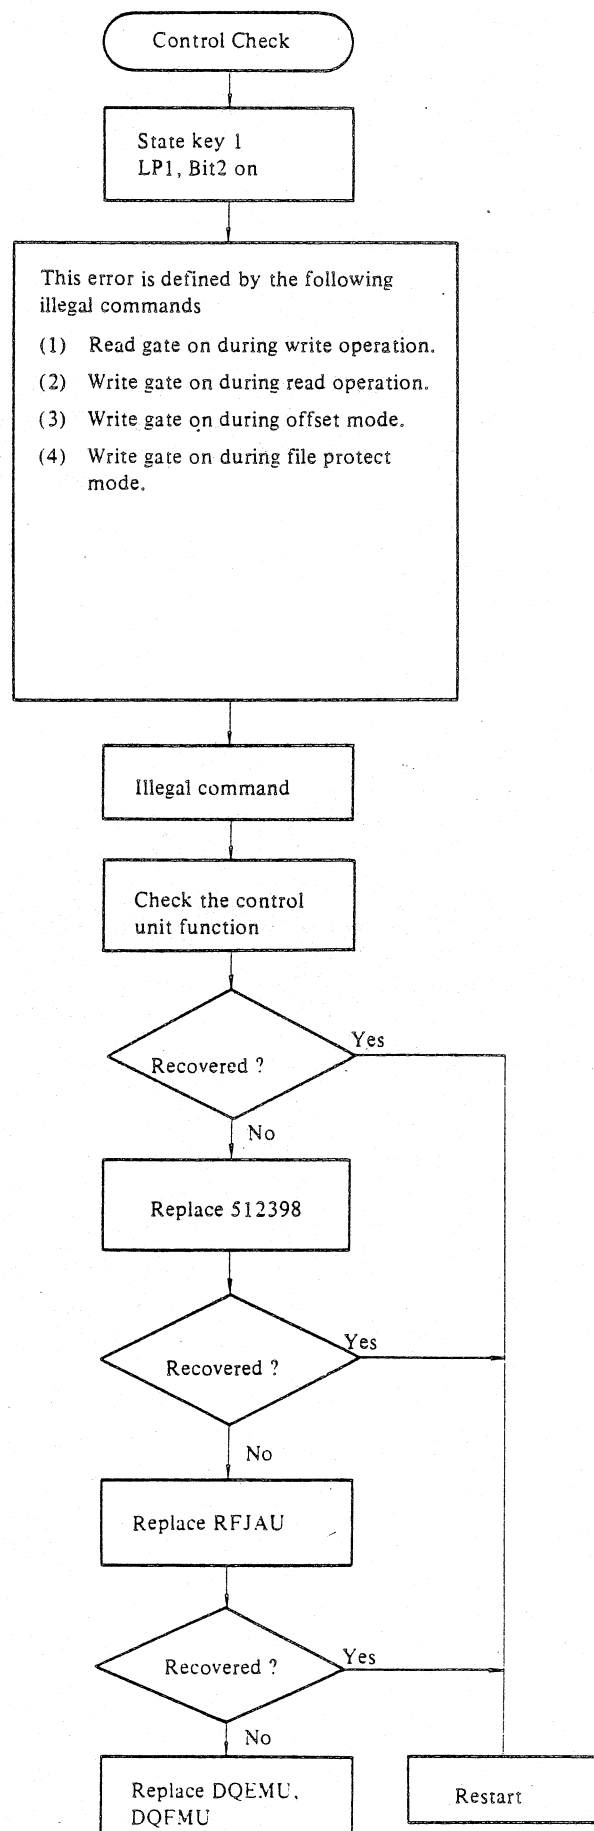 Control Check
State key 1
LP1, Bit2 on
This error is defined by the following
illegal commands
(1) Read gate on during write operation.
(2) Write gate on during read operation.
(3) Write gate on during offset mode.
(4) Write gate on during file protect
mode.
Illegal command
Check the control
unit function
Recovered ?
Yes
No
Replace 512398
Recovered ?
Yes
No
Replace RFJAU
Recovered ?
Yes
No
Replace DQEMU,
DQFMU
Restart